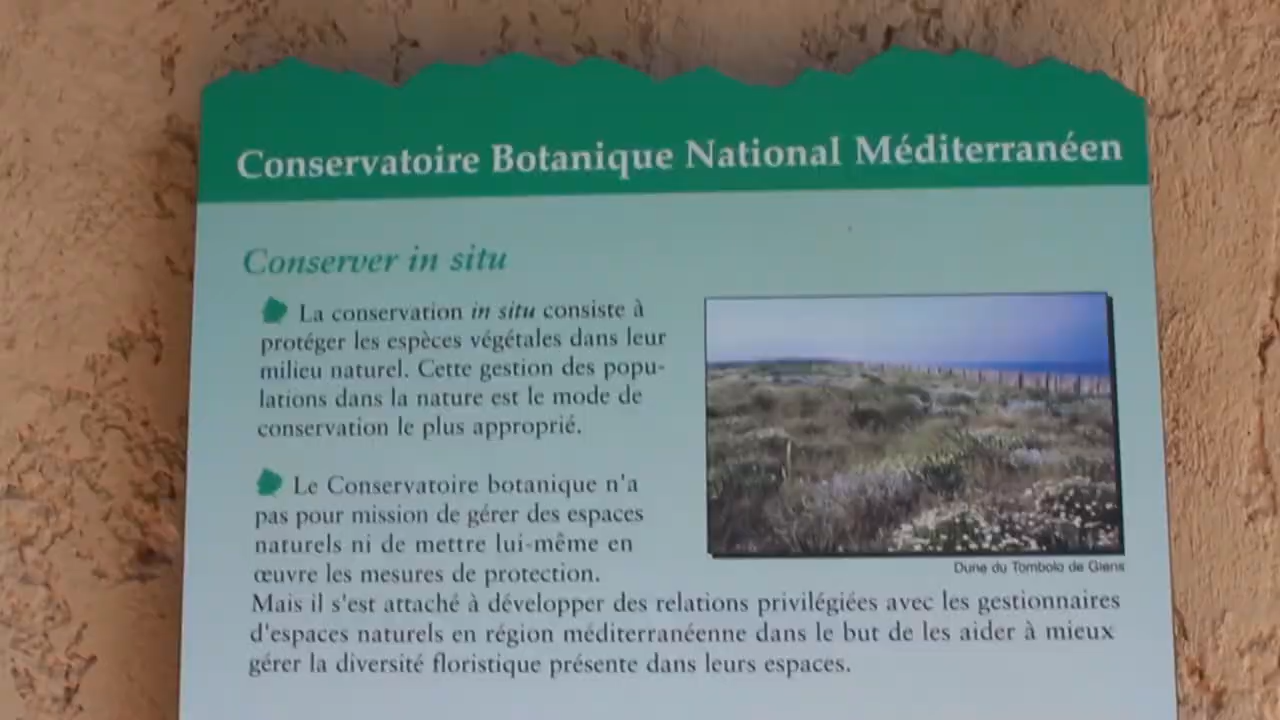 Conservatoire Botanique National Méditerranéen
Conserver in situ
La conservation in situ consiste à
protéger les espèces végétales dans leur
milieu naturel. Cette gestion des popu-
lations dans la nature est le mode de
conservation le plus approprié.
Le Conservatoire botanique n'a
pas pour mission de gérer des espaces
naturels ni de mettre lui-même en
œuvre les mesures de protection.
Dune du Tombolo de Giens
Mais il s'est attaché à développer des relations privilégiées avec les gestionnaires
d'espaces naturels en région méditerranéenne dans le but de les aider à mieux
gérer la diversité floristique présente dans leurs espaces.